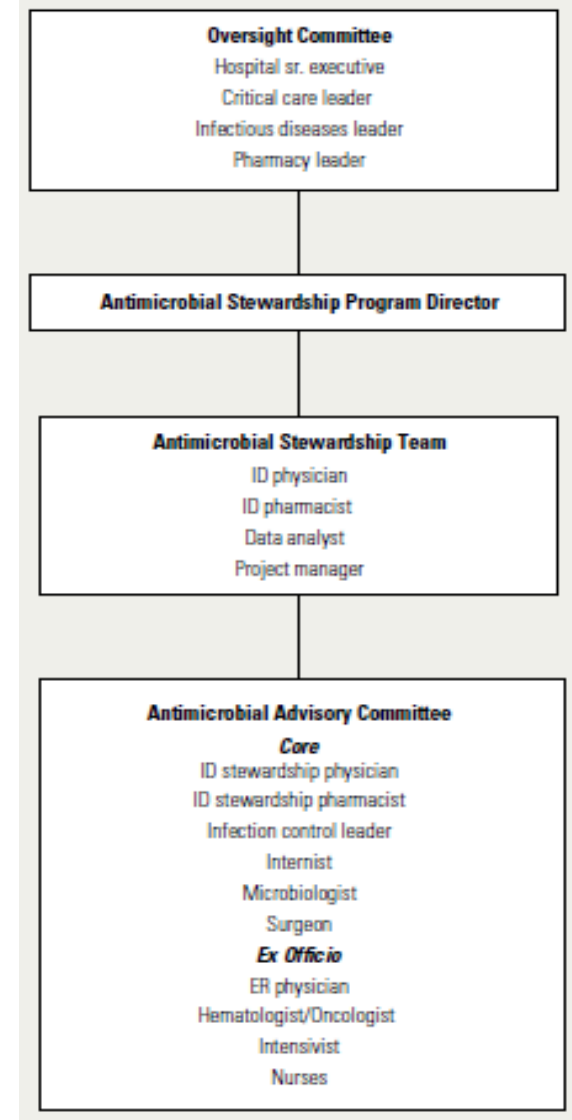 Oversight Committee
Hospital sr. executive
Critical care leader
Infectious diseases leader
Pharmacy leader
Antimicrobial Stewardship Program Director
Antimicrobial Stewardship Team
ID physician
ID pharmacist
Data analyst
Project manager
Antimicrobial Advisory Committee
Core
ID stewardship physician
ID stewardship pharmacist
Infection control leader
Internist
Microbiologist
Surgeon
Ex Officio
ER physician
Hematologist/Oncologist
Intensivist
Nurses